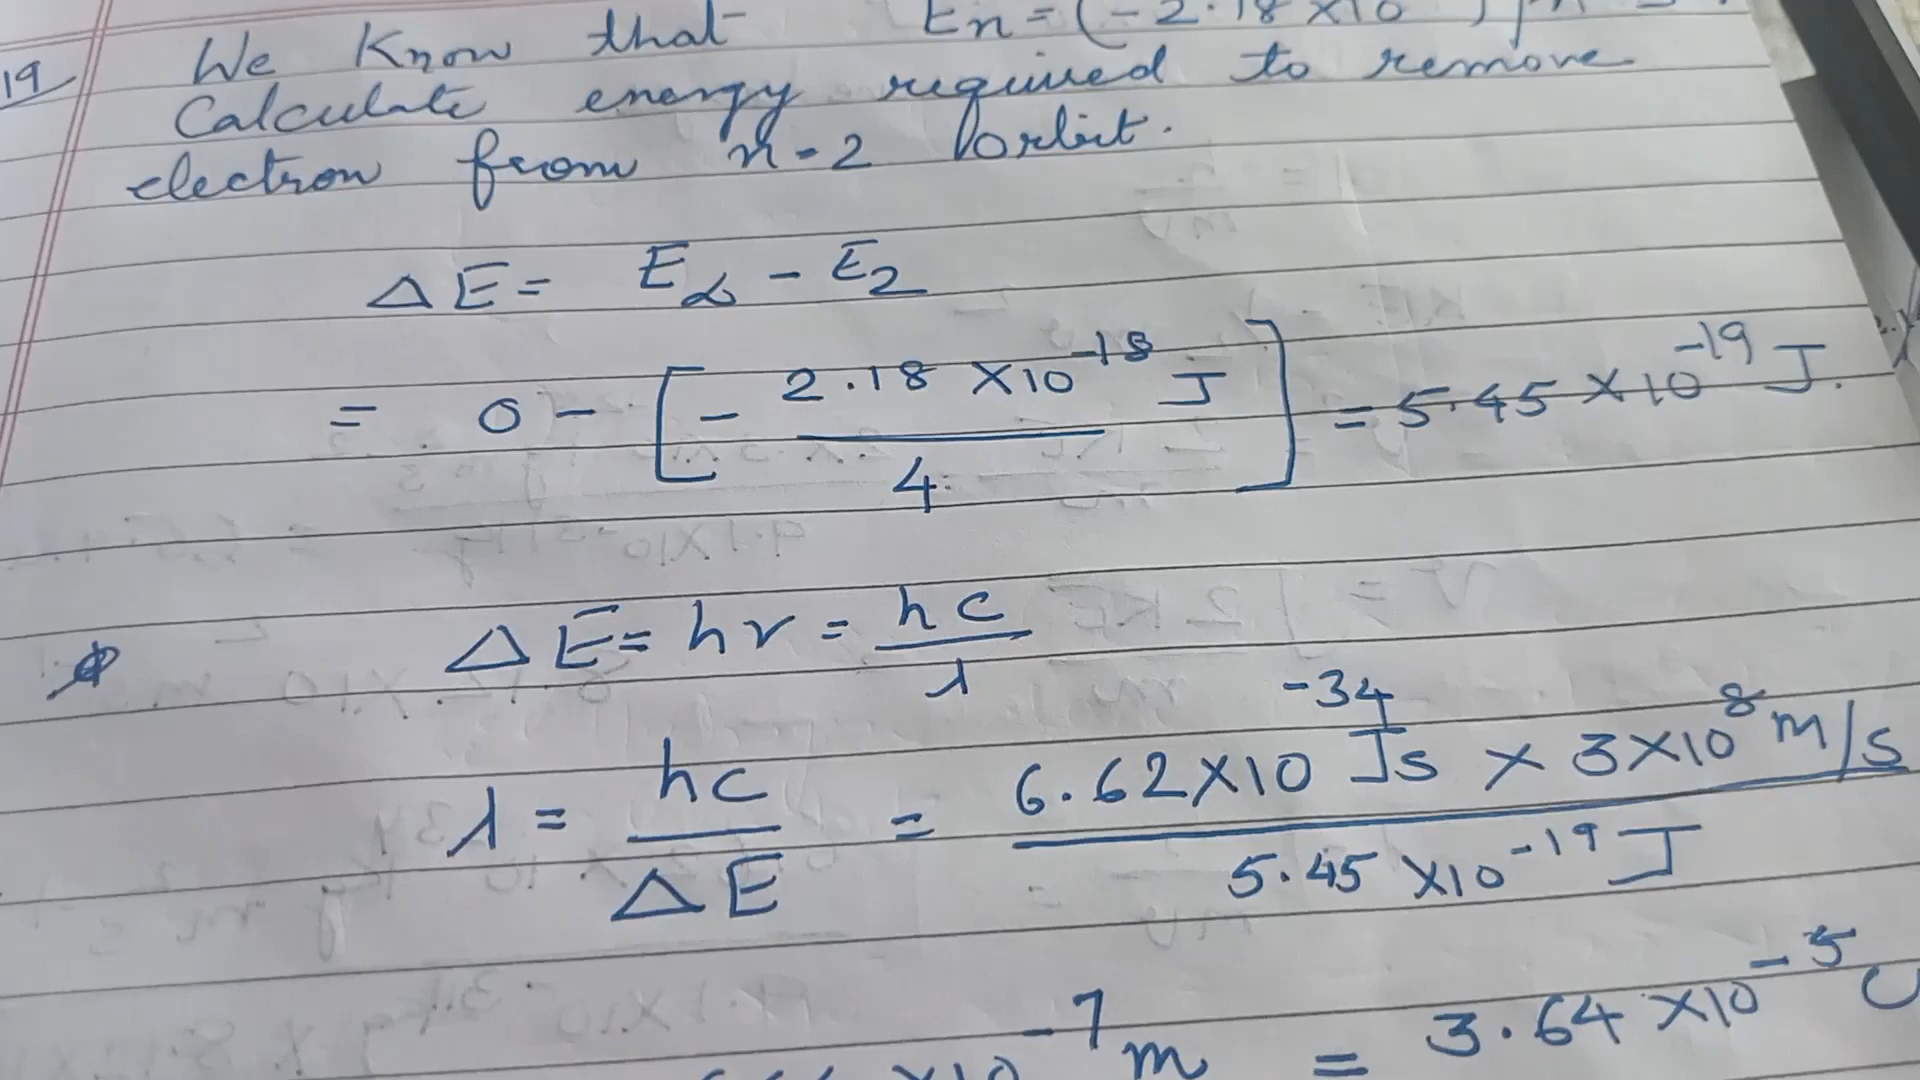 19 We know that En = (-2.18 x10
Calculate energy required to remove
electron from n-2 orbit.
ΔE = E∞ - E2
= 0 - [ - 2.18 x10^-18 J / 4 ] = 5.45 x 10^-19 J.
ΔE = hν = hc / λ
λ = hc / ΔE = 6.62x10^-34 Js x 3x10^8 m/s / 5.45 x10^-19 J
x10^-7 m = 3.64 x10^-5 C